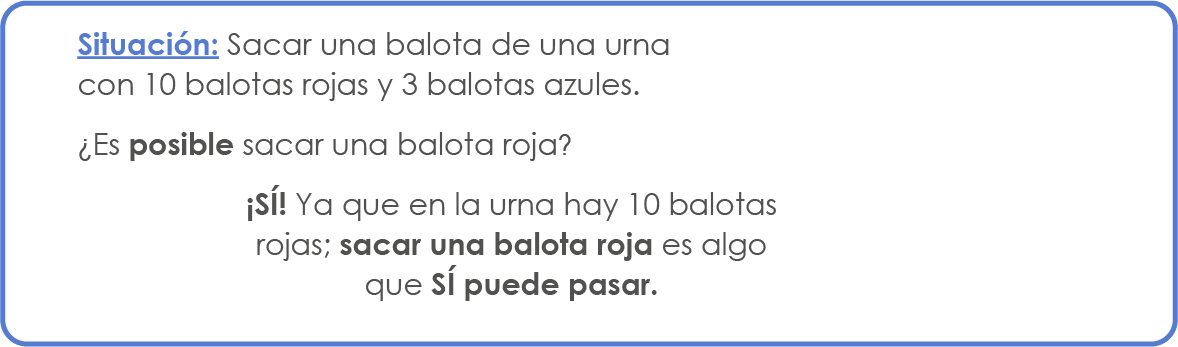 Situación: Sacar una balota de una urna
con 10 balotas rojas y 3 balotas azules.
¿Es posible sacar una balota roja?
¡SÍ! Ya que en la urna hay 10 balotas
rojas; sacar una balota roja es algo
que SÍ puede pasar.